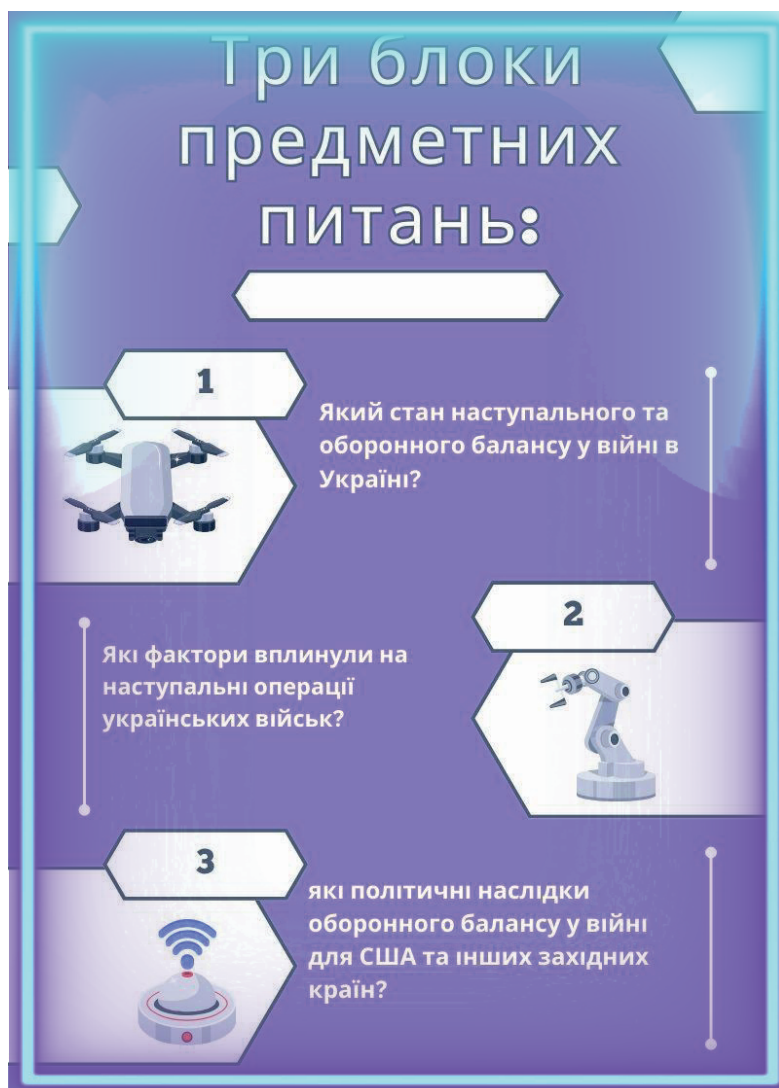 Три блоки
предметних
питань:
1
Який стан наступального та
оборонного балансу у війні в
Україні?
2
Які фактори вплинули на
наступальні операції
українських військ?
3
які політичні наслідки
оборонного балансу у війні
для США та інших західних
країн?